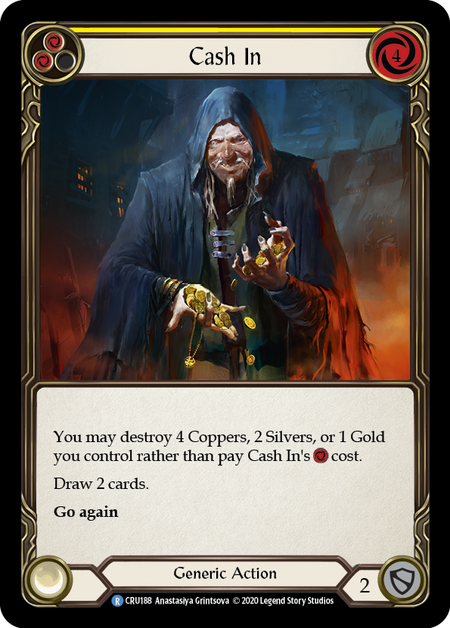 Cash In
4
You may destroy 4 Coppers, 2 Silvers, or 1 Gold
you control rather than pay Cash In's cost.
Draw 2 cards.
Go again
Generic Action
2
R CRU188 Anastasiya Grintsova © 2020 Legend Story Studios